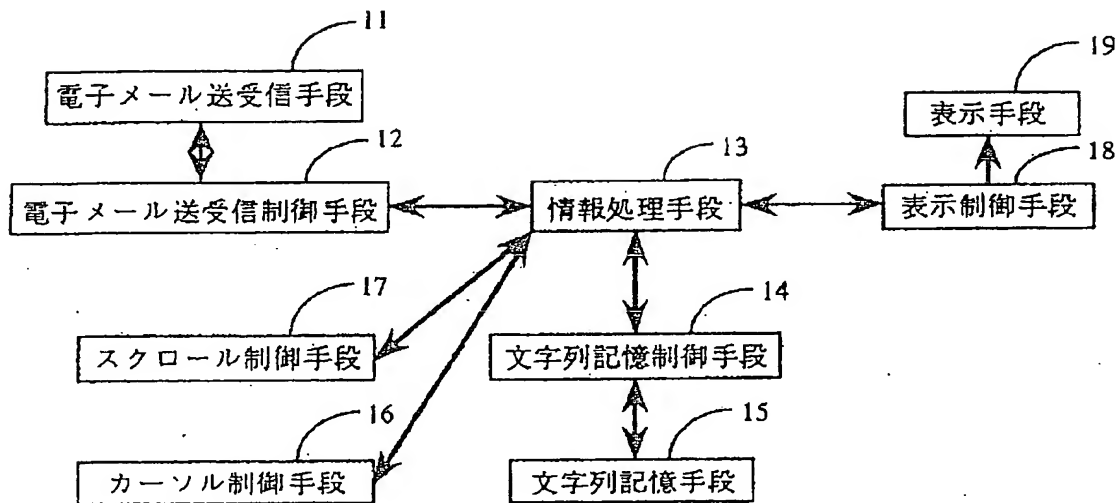 11
電子メール送受信手段
12
電子メール送受信制御手段
13
情報処理手段
19
表示手段
18
表示制御手段
17
スクロール制御手段
14
文字列記憶制御手段
16
カーソル制御手段
15
文字列記憶手段